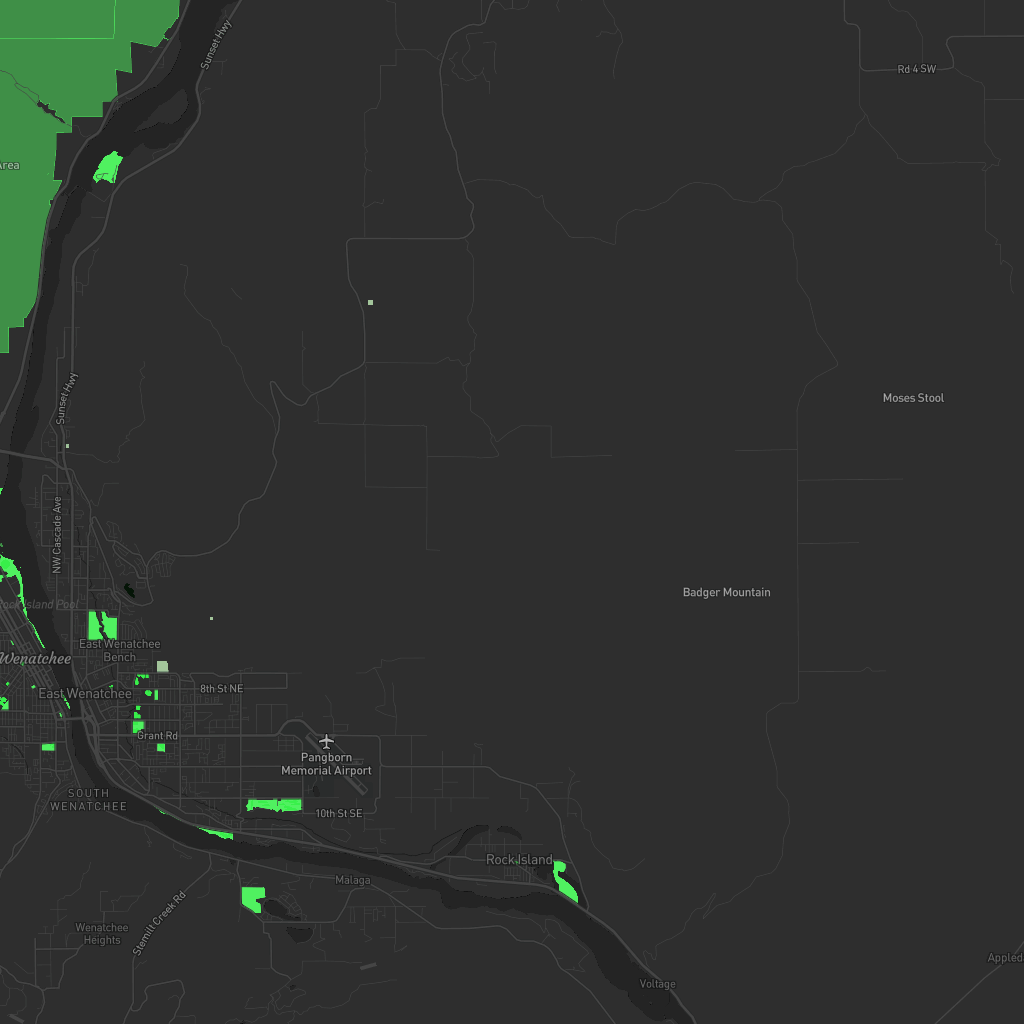 Sunset Hwy
Rd 4 SW
Area
Sunset Hwy
Moses Stool
NW Cascade Ave
Badger Mountain
Rock Island Pool
East Wenatchee
Bench
Wenatchee
8th St NE
East Wenatchee
Grant Rd
Pangborn
Memorial Airport
SOUTH
WENATCHEE
10th St SE
Rock Island
Malaga
Stemilt Creek Rd
Wenatchee
Heights
Voltage
Appleda